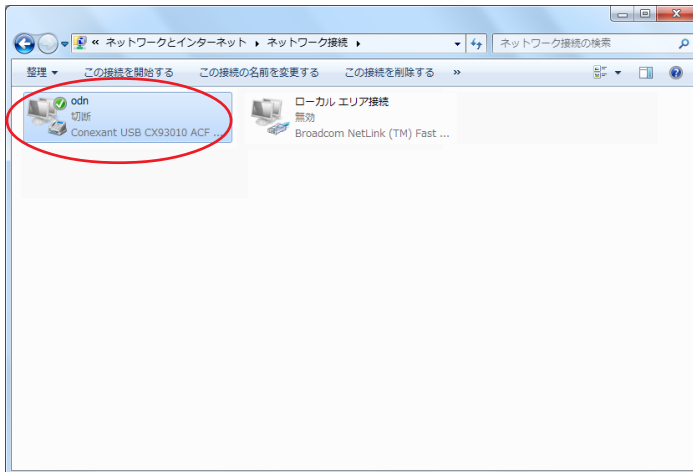 « ネットワークとインターネット ▸ ネットワーク接続 ▸ ネットワーク接続の検索
整理 ▼ この接続を開始する この接続の名前を変更する この接続を削除する »
odn
切断
Conexant USB CX93010 ACF ...
ローカル エリア接続
無効
Broadcom NetLink (TM) Fast ...